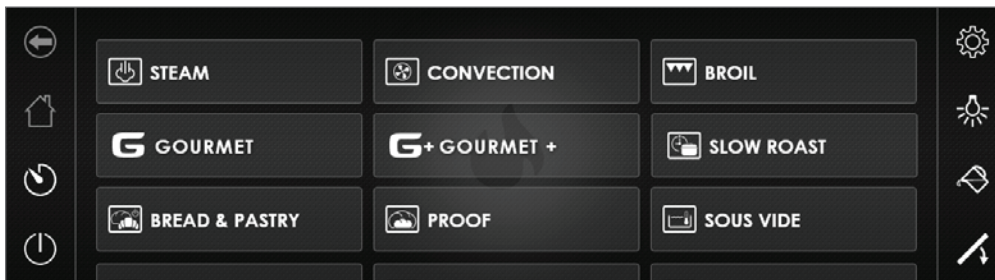 STEAM
CONVECTION
BROIL
G GOURMET
G+ GOURMET +
SLOW ROAST
BREAD & PASTRY
PROOF
SOUS VIDE